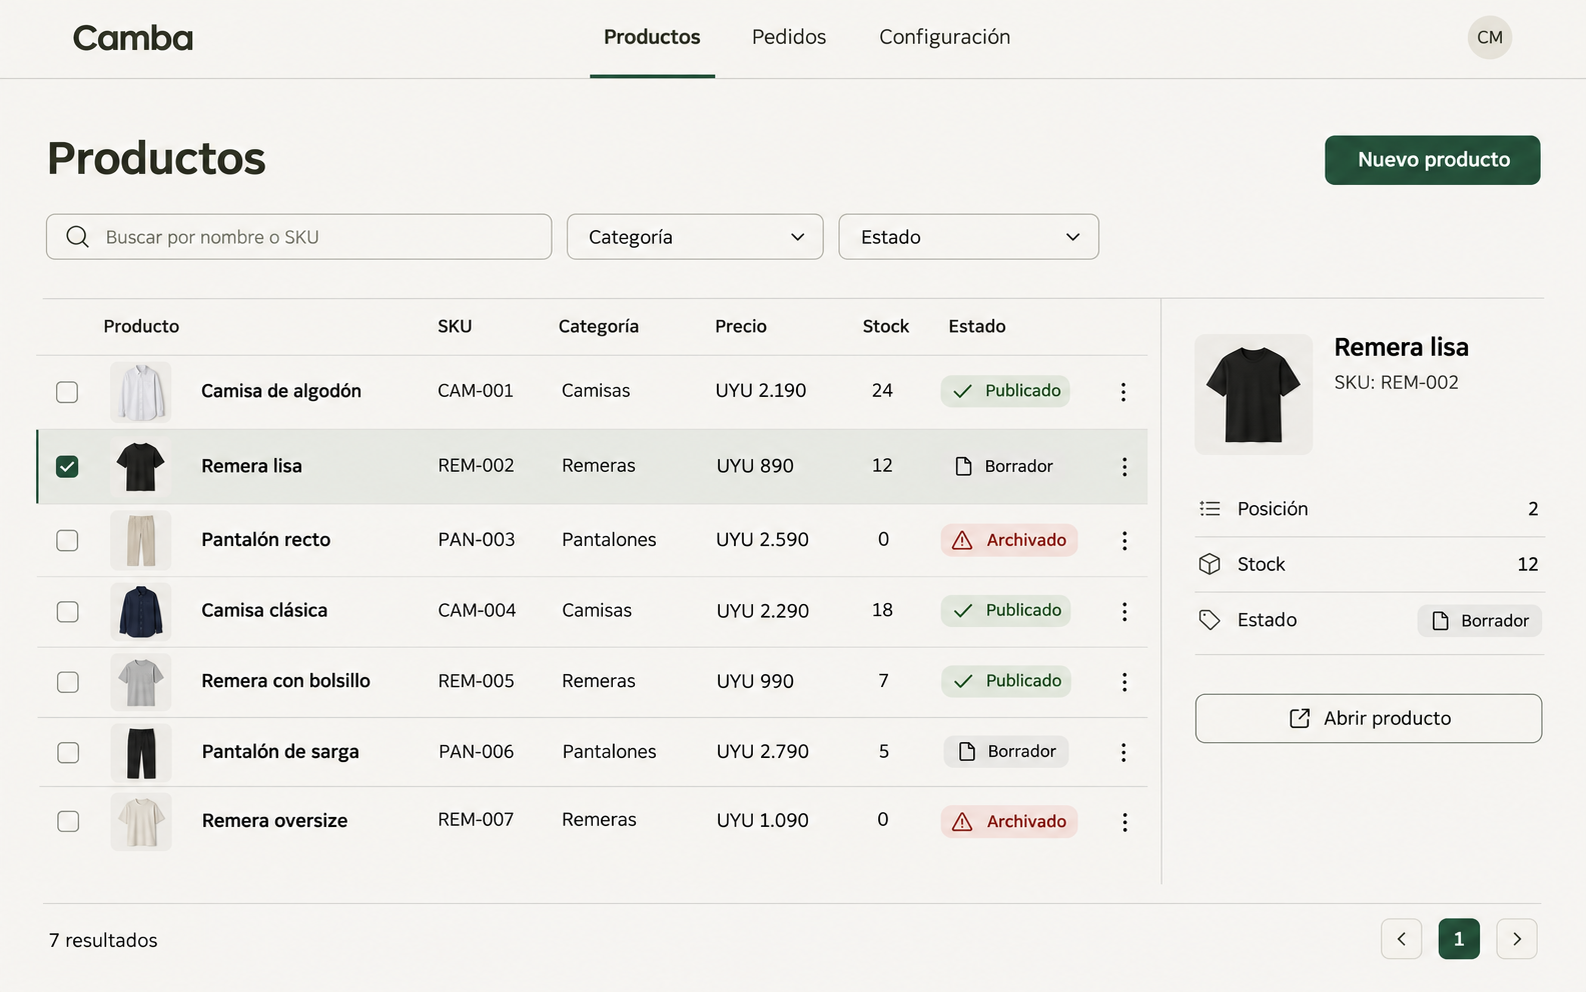 Camba
Productos
Pedidos
Configuración
CM
Productos
Nuevo producto
Buscar por nombre o SKU
Categoría
Estado
Producto SKU Categoría Precio Stock Estado
Camisa de algodón CAM-001 Camisas UYU 2.190 24 Publicado
Remera lisa REM-002 Remeras UYU 890 12 Borrador
Pantalón recto PAN-003 Pantalones UYU 2.590 0 Archivado
Camisa clásica CAM-004 Camisas UYU 2.290 18 Publicado
Remera con bolsillo REM-005 Remeras UYU 990 7 Publicado
Pantalón de sarga PAN-006 Pantalones UYU 2.790 5 Borrador
Remera oversize REM-007 Remeras UYU 1.090 0 Archivado
Remera lisa
SKU: REM-002
Posición 2
Stock 12
Estado Borrador
Abrir producto
7 resultados
1